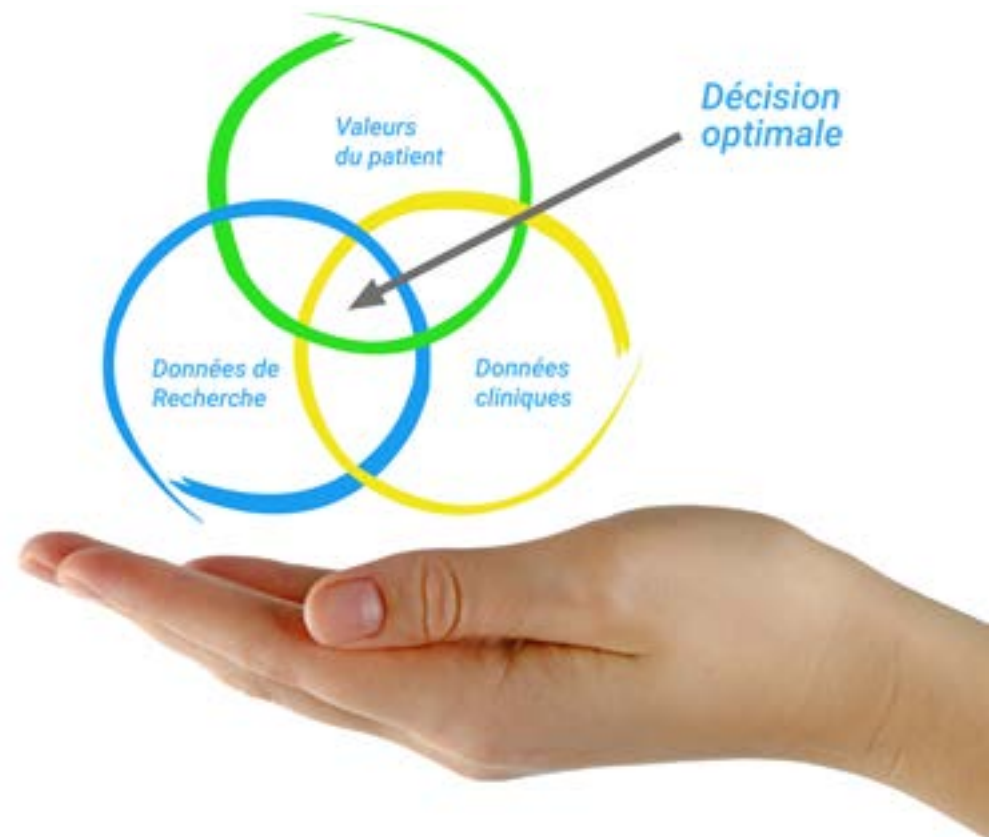 Décision
optimale
Valeurs
du patient
Données de
Recherche
Données
cliniques